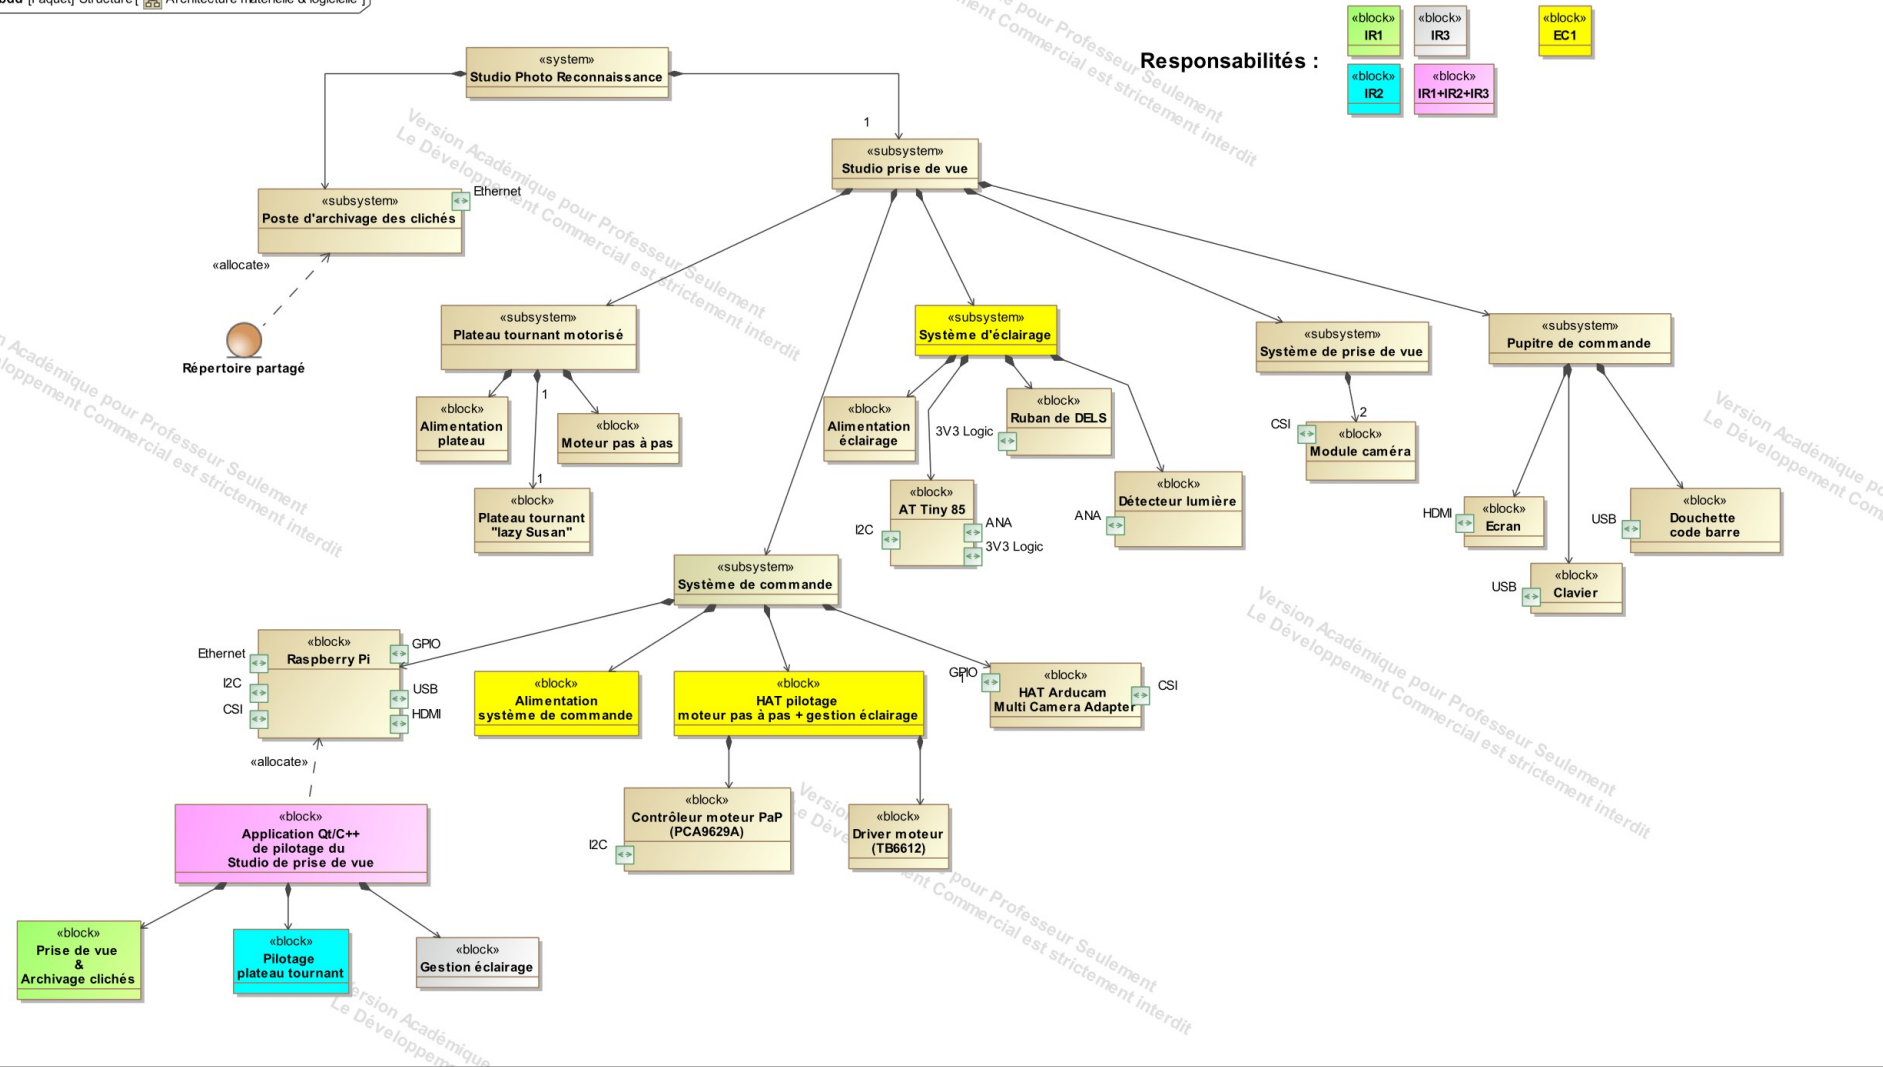 Structure [ Architecture matérielle & logicielle ]
Responsabilités :
«block»
IR1
«block»
IR3
«block»
EC1
«block»
IR2
«block»
IR1+IR2+IR3
«system»
Studio Photo Reconnaissance
1
«subsystem»
Studio prise de vue
«subsystem»
Poste d'archivage des clichés
Ethernet
«allocate»
Répertoire partagé
«subsystem»
Plateau tournant motorisé
«block»
Alimentation
plateau
1
1
«block»
Moteur pas à pas
«block»
Plateau tournant
"lazy Susan"
«subsystem»
Système d'éclairage
«block»
Alimentation
éclairage
«block»
Ruban de DELS
3V3 Logic
«block»
AT Tiny 85
I2C
ANA
3V3 Logic
«block»
Détecteur lumière
ANA
«subsystem»
Système de prise de vue
2
«block»
Module caméra
CSI
«subsystem»
Pupitre de commande
«block»
Ecran
HDMI
«block»
Douchette
code barre
USB
«block»
Clavier
USB
«subsystem»
Système de commande
«block»
Raspberry Pi
Ethernet
I2C
CSI
GPIO
USB
HDMI
«block»
Alimentation
système de commande
«block»
HAT pilotage
moteur pas à pas + gestion éclairage
«block»
HAT Arducam
Multi Camera Adapter
GPIO
1
CSI
«allocate»
«block»
Application Qt/C++
de pilotage du
Studio de prise de vue
«block»
Contrôleur moteur PaP
(PCA9629A)
I2C
«block»
Driver moteur
(TB6612)
«block»
Prise de vue
&
Archivage clichés
«block»
Pilotage
plateau tournant
«block»
Gestion éclairage
Version Académique pour Professeur Seulement
Le Développement Commercial est strictement interdit